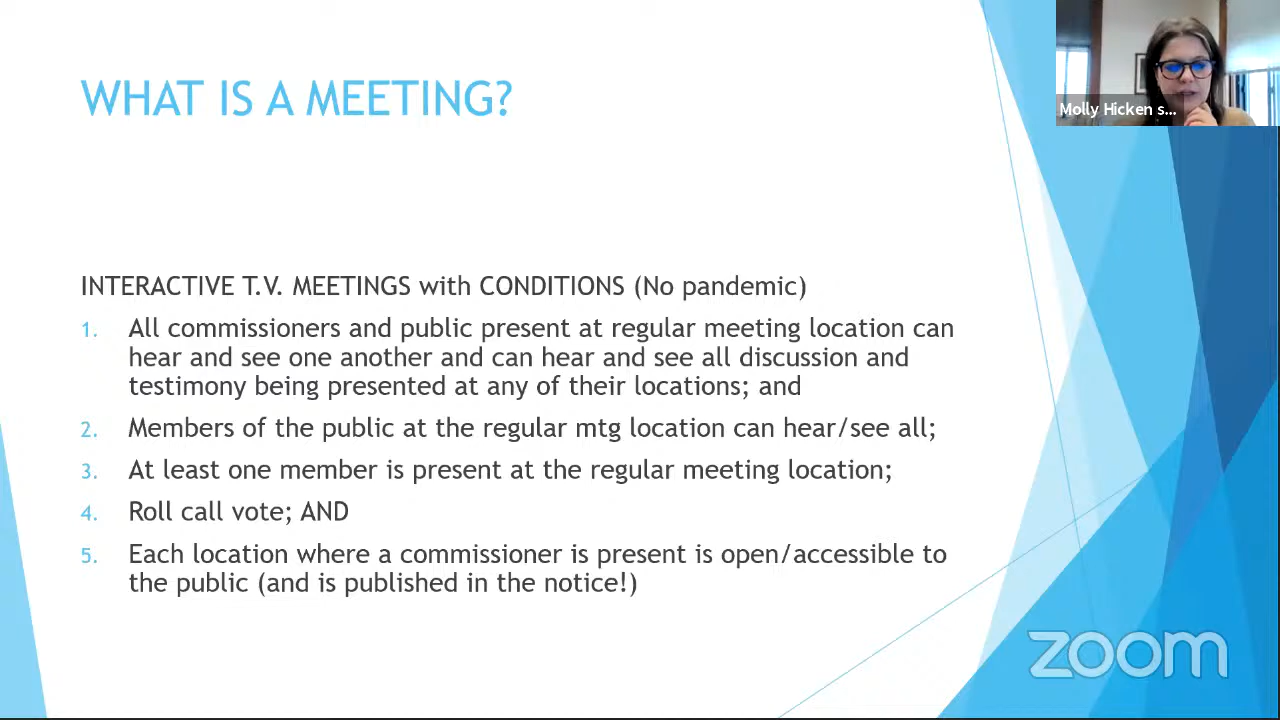 WHAT IS A MEETING?
Molly Hicken s...
INTERACTIVE T.V. MEETINGS with CONDITIONS (No pandemic)
1. All commissioners and public present at regular meeting location can
hear and see one another and can hear and see all discussion and
testimony being presented at any of their locations; and
2. Members of the public at the regular mtg location can hear/see all;
3. At least one member is present at the regular meeting location;
4. Roll call vote; AND
5. Each location where a commissioner is present is open/accessible to
the public (and is published in the notice!)
zoom